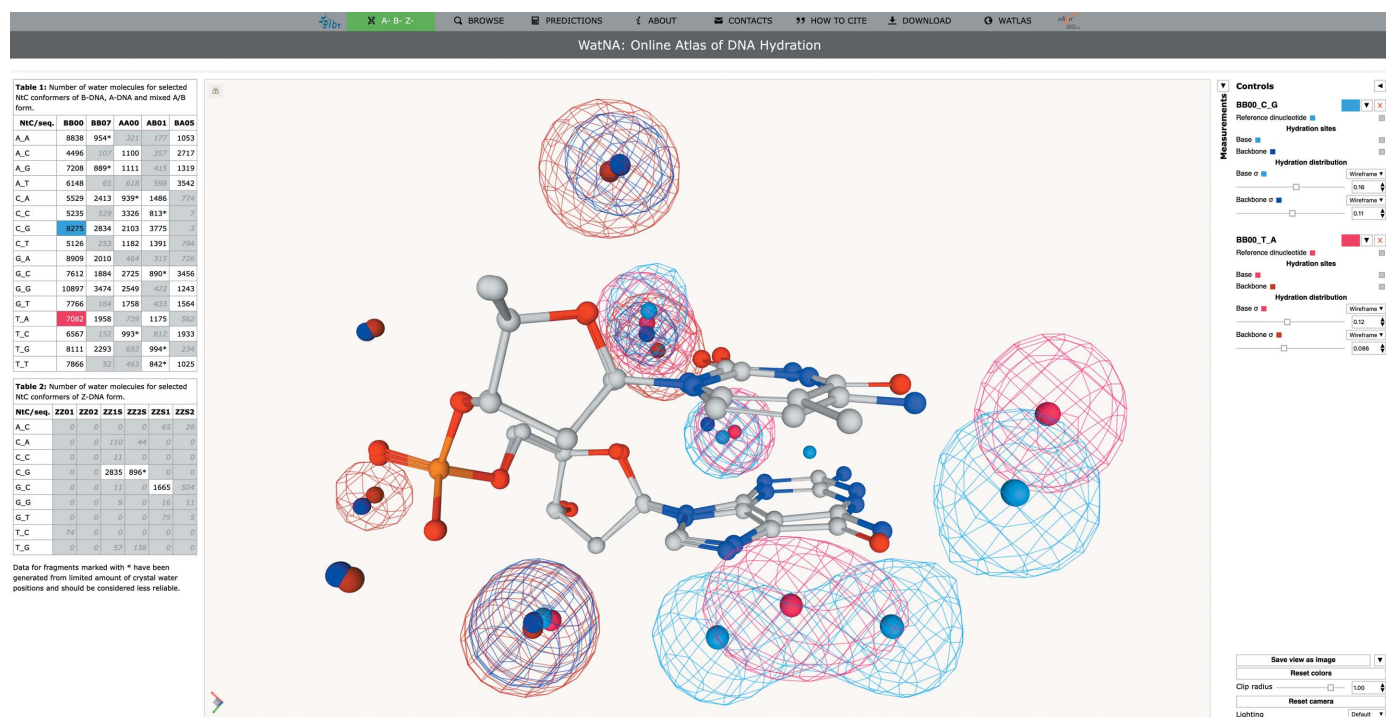 ibt A- B- Z- BROWSE PREDICTIONS ABOUT CONTACTS HOW TO CITE DOWNLOAD WATLAS
WatNA: Online Atlas of DNA Hydration
Table 1: Number of water molecules for selected
NtC conformers of B-DNA, A-DNA and mixed A/B
form.
NtC/seq. BB00 BB07 AA00 AB01 BA05
A_A 8838 954* 321 177 1053
A_C 4496 107 1100 357 2717
A_G 7208 889* 1111 415 1319
A_T 6148 65 618 598 3542
C_A 5529 2413 939* 1486 774
C_C 5235 529 3326 813* 7
C_G 8275 2834 2103 3775 3
C_T 5126 253 1182 1391 794
G_A 8909 2010 464 315 726
G_C 7612 1884 2725 890* 3456
G_G 10897 3474 2549 422 1243
G_T 7766 164 1758 433 1564
T_A 7082 1958 739 1175 562
T_C 6567 152 993* 612 1933
T_G 8111 2293 693 994* 234
T_T 7866 52 463 842* 1025
Table 2: Number of water molecules for selected
NtC conformers of Z-DNA form.
NtC/seq. ZZ01 ZZ02 ZZ1S ZZ2S ZZS1 ZZS2
A_C 0 0 0 0 65 26
C_A 0 0 110 44 0 0
C_C 0 0 11 0 0 0
C_G 0 0 2835 896* 0 0
G_C 0 0 11 0 1665 504
G_G 0 0 9 0 16 11
G_T 0 0 0 0 75 5
T_C 74 0 0 0 0 0
T_G 0 0 57 138 0 0
Data for fragments marked with * have been
generated from limited amount of crystal water
positions and should be considered less reliable.
Measurements
Controls
BB00_C_G X
Reference dinucleotide
Hydration sites
Base
Backbone
Hydration distribution
Base σ Wireframe
0.16
Backbone σ Wireframe
0.11
BB00_T_A X
Reference dinucleotide
Hydration sites
Base
Backbone
Hydration distribution
Base σ Wireframe
0.12
Backbone σ Wireframe
0.086
Save view as image
Reset colors
Clip radius 1.00
Reset camera
Lighting Default